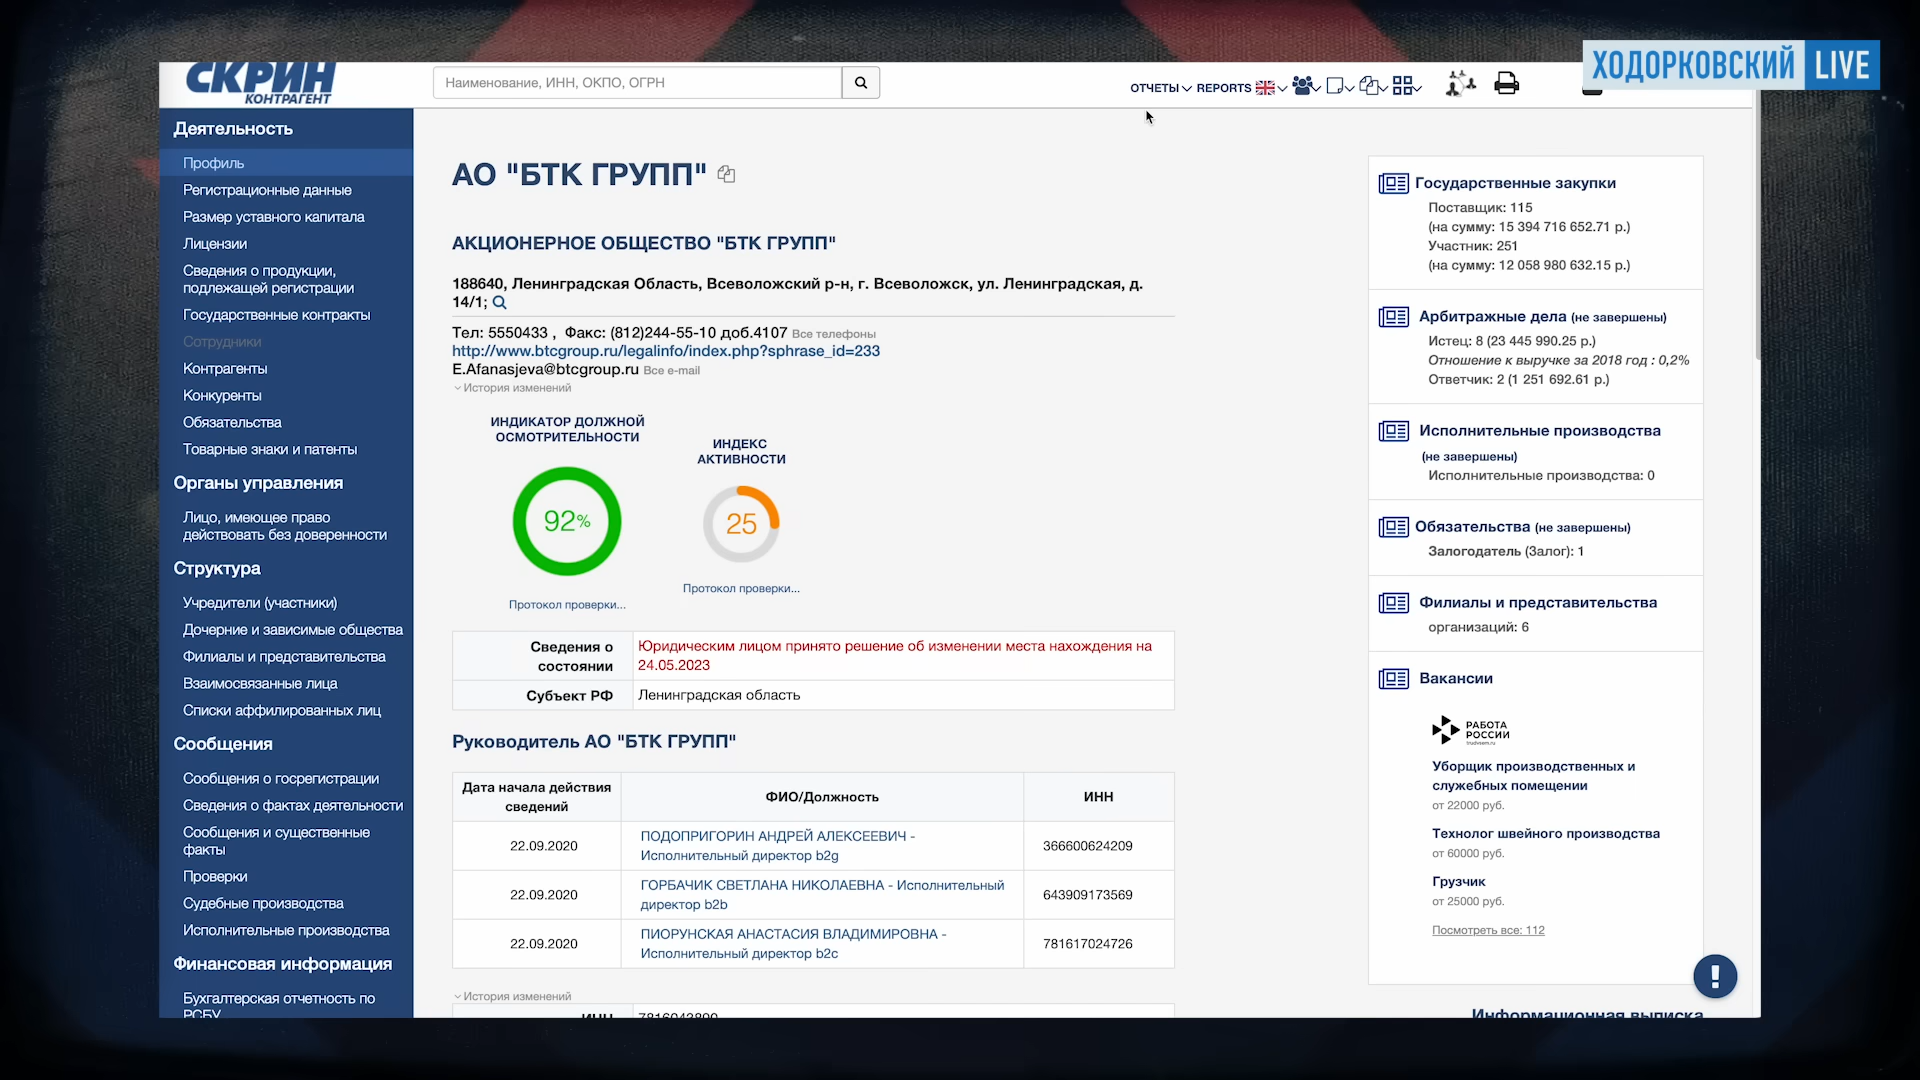 ХОДОРКОВСКИЙ LIVE
СКРИН
КОНТРАГЕНТ
Наименование, ИНН, ОКПО, ОГРН
ОТЧЕТЫ REPORTS
Деятельность
Профиль
Регистрационные данные
Размер уставного капитала
Лицензии
Сведения о продукции,
подлежащей регистрации
Государственные контракты
Сотрудники
Контрагенты
Конкуренты
Обязательства
Товарные знаки и патенты
Органы управления
Лицо, имеющее право
действовать без доверенности
Структура
Учредители (участники)
Дочерние и зависимые общества
Филиалы и представительства
Взаимосвязанные лица
Списки аффилированных лиц
Сообщения
Сообщения о госрегистрации
Сведения о фактах деятельности
Сообщения и существенные
факты
Проверки
Судебные производства
Исполнительные производства
Финансовая информация
Бухгалтерская отчетность по
РСБУ
АО "БТК ГРУПП"
АКЦИОНЕРНОЕ ОБЩЕСТВО "БТК ГРУПП"
188640, Ленинградская Область, Всеволожский р-н, г. Всеволожск, ул. Ленинградская, д.
14/1;
Тел: 5550433 , Факс: (812)244-55-10 доб.4107 Все телефоны
http://www.btcgroup.ru/legalinfo/index.php?sphrase_id=233
E.Afanasjeva@btcgroup.ru Все e-mail
История изменений
ИНДИКАТОР ДОЛЖНОЙ
ОСМОТРИТЕЛЬНОСТИ
92%
Протокол проверки...
ИНДЕКС
АКТИВНОСТИ
25
Протокол проверки...
Сведения о
состоянии
Юридическим лицом принято решение об изменении места нахождения на
24.05.2023
Субъект РФ
Ленинградская область
Руководитель АО "БТК ГРУПП"
Дата начала действия
сведений
ФИО/Должность
ИНН
22.09.2020
ПОДОПРИГОРИН АНДРЕЙ АЛЕКСЕЕВИЧ -
Исполнительный директор b2g
366600624209
22.09.2020
ГОРБАЧИК СВЕТЛАНА НИКОЛАЕВНА - Исполнительный
директор b2b
643909173569
22.09.2020
ПИОРУНСКАЯ АНАСТАСИЯ ВЛАДИМИРОВНА -
Исполнительный директор b2c
781617024726
История изменений
ИНН
7816043890
Государственные закупки
Поставщик: 115
(на сумму: 15 394 716 652.71 р.)
Участник: 251
(на сумму: 12 058 980 632.15 р.)
Арбитражные дела (не завершены)
Истец: 8 (23 445 990.25 р.)
Отношение к выручке за 2018 год : 0,2%
Ответчик: 2 (1 251 692.61 р.)
Исполнительные производства
(не завершены)
Исполнительные производства: 0
Обязательства (не завершены)
Залогодатель (Залог): 1
Филиалы и представительства
организаций: 6
Вакансии
РАБОТА
РОССИИ
trudvsem.ru
Уборщик производственных и
служебных помещении
от 22000 руб.
Технолог швейного производства
от 60000 руб.
Грузчик
от 25000 руб.
Посмотреть все: 112
Информационная выписка